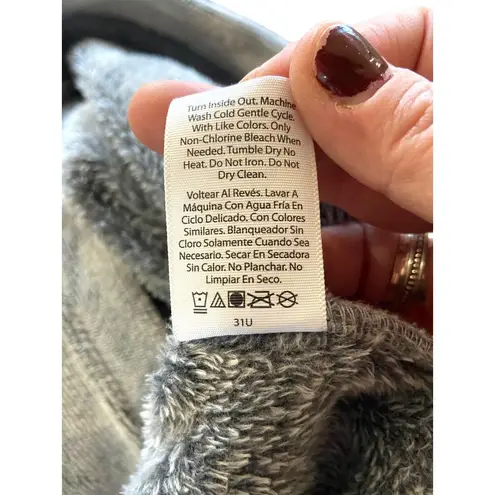 Turn Inside Out. Machine
Wash Cold Gentle Cycle.
With Like Colors. Only
Non-Chlorine Bleach When
Needed. Tumble Dry No
Heat. Do Not Iron. Do Not
Dry Clean.
Voltear Al Revés. Lavar A
Máquina Con Agua Fría En
Ciclo Delicado. Con Colores
Similares. Blanqueador Sin
Cloro Solamente Cuando Sea
Necesario. Secar En Secadora
Sin Calor. No Planchar. No
Limpiar En Seco.
31U